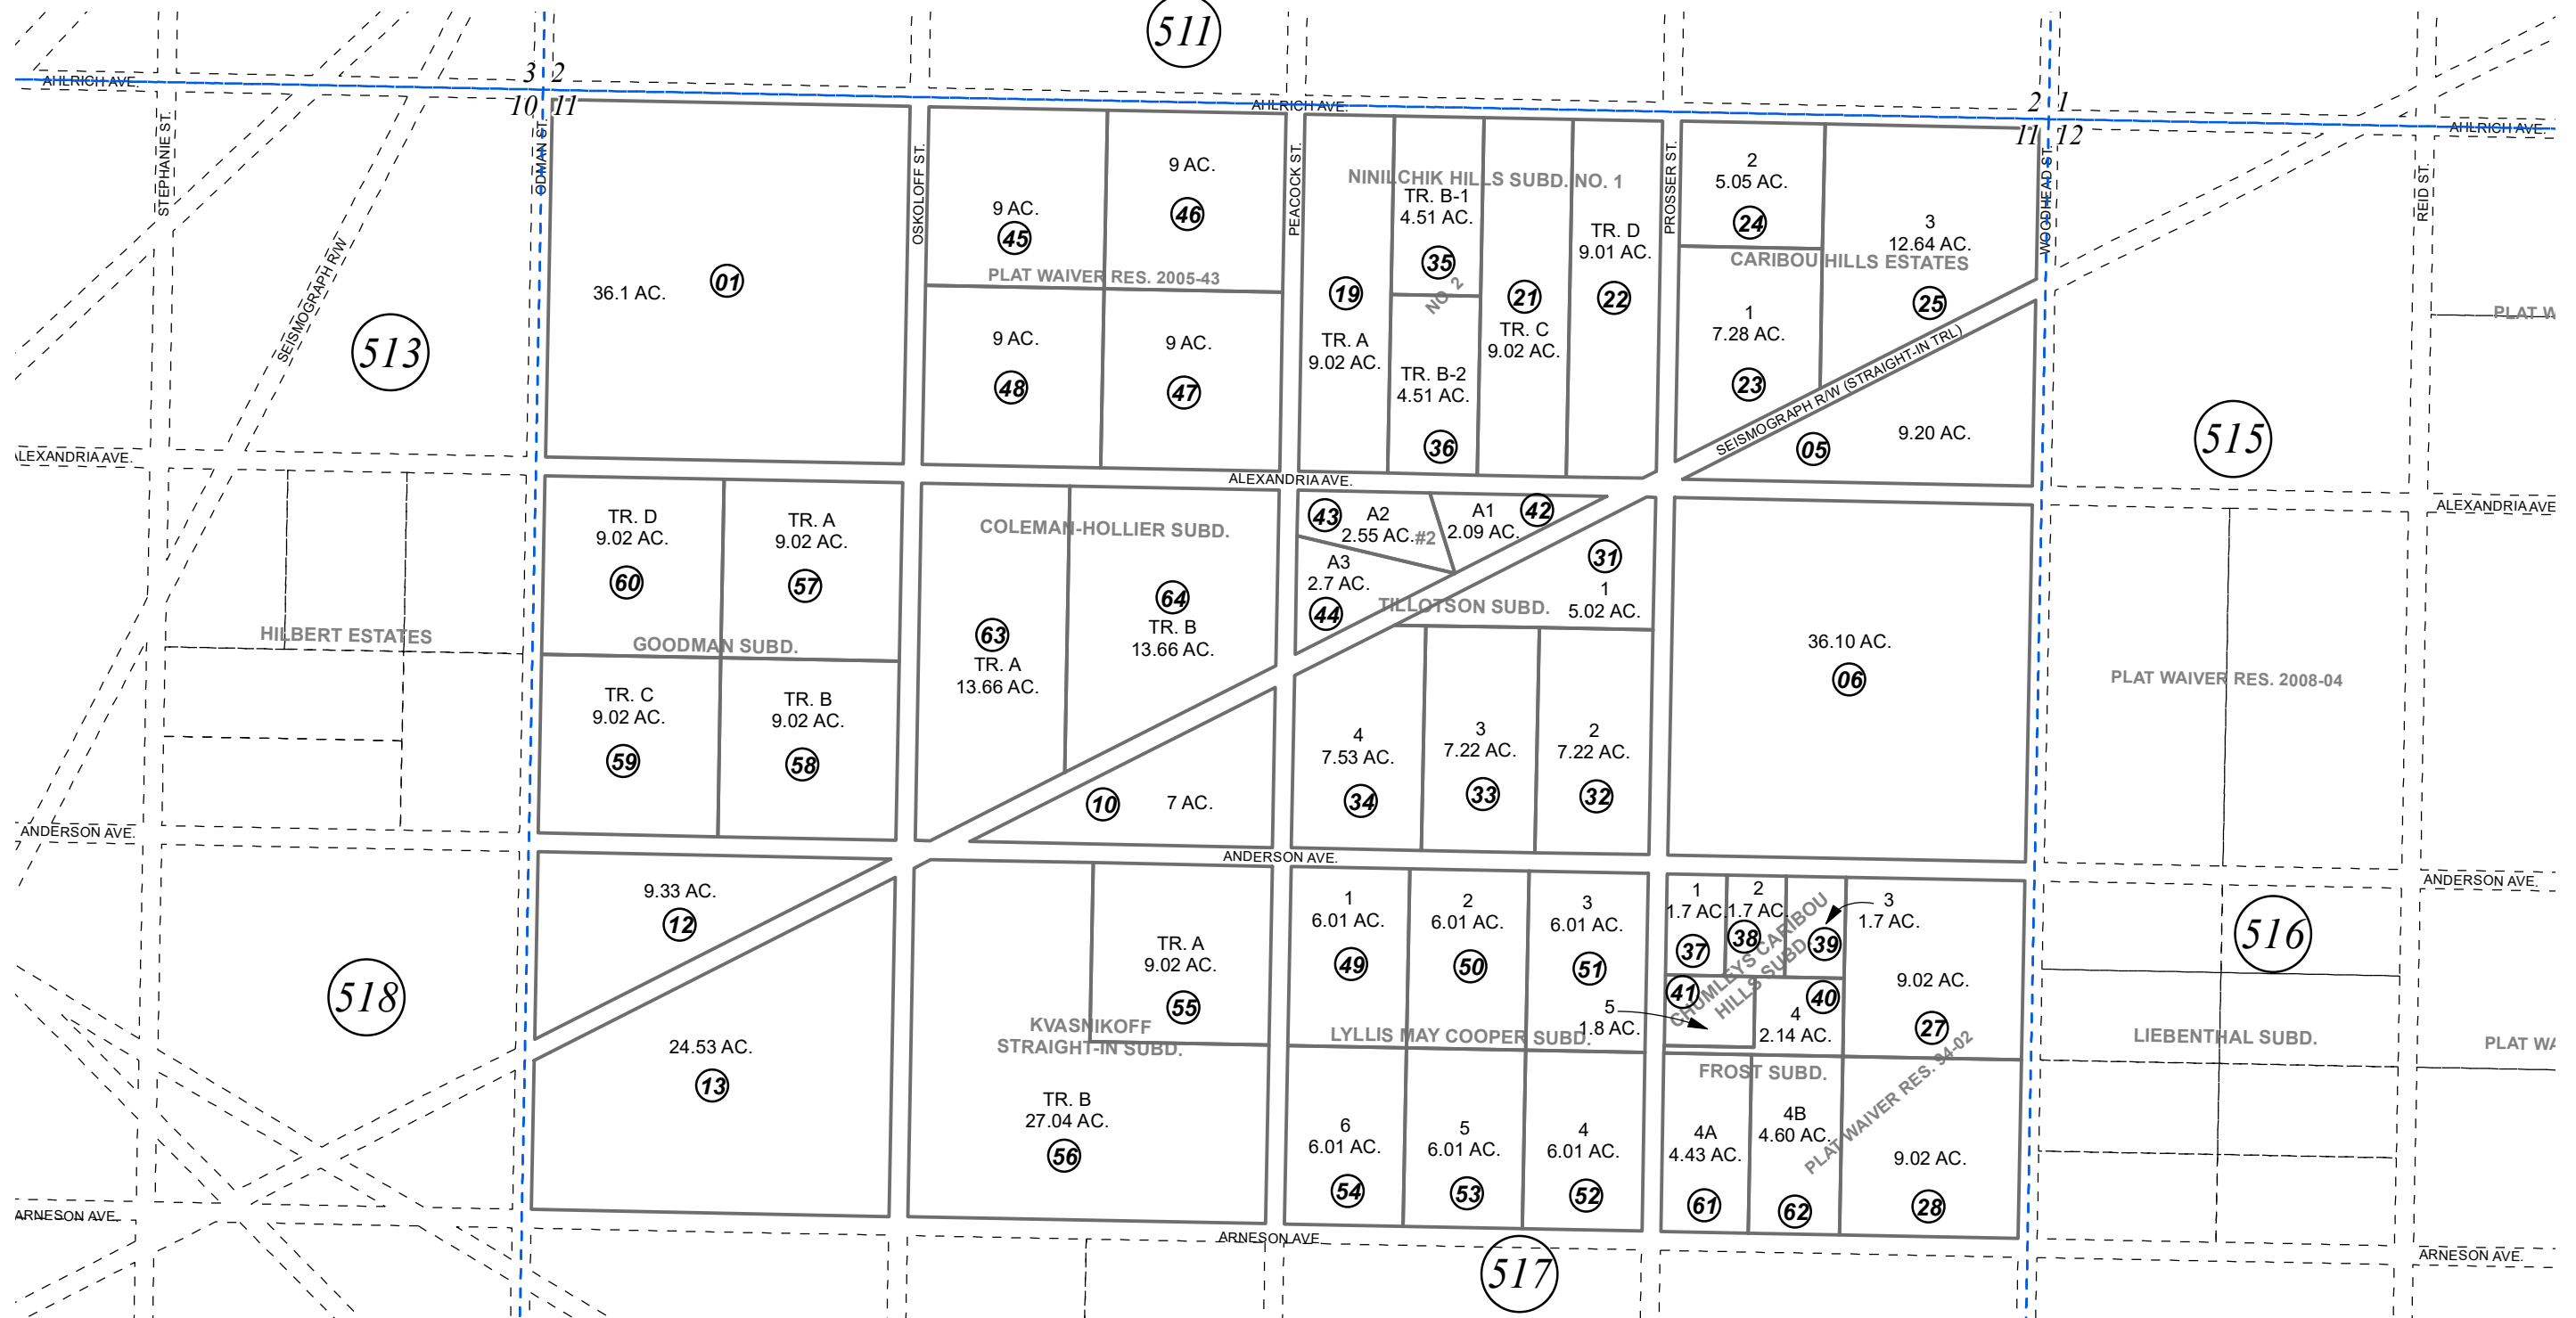 511
3 2
10 11
2 1
11 12
AHLRICH AVE.
AHLRICH AVE.
AHLRICH AVE.
STEPHANIE ST.
ODMAN ST.
OSKOLOFF ST.
PEACOCK ST.
PROSSER ST.
WOODHEAD ST.
REID ST.
SEISMOGRAPH R/W
513
36.1 AC.
01
9 AC.
45
9 AC.
46
PLAT WAIVER RES. 2005-43
9 AC.
48
9 AC.
47
NINILCHIK HILLS SUBD. NO. 1
19
TR. A
9.02 AC.
TR. B-1
4.51 AC.
35
NO. 2
TR. B-2
4.51 AC.
36
21
TR. C
9.02 AC.
TR. D
9.01 AC.
22
2
5.05 AC.
24
CARIBOU HILLS ESTATES
3
12.64 AC.
25
1
7.28 AC.
23
SEISMOGRAPH R/W (STRAIGHT-IN TRL)
05
9.20 AC.
515
PLAT W
ALEXANDRIA AVE.
ALEXANDRIA AVE.
ALEXANDRIA AVE
HILBERT ESTATES
TR. D
9.02 AC.
60
TR. A
9.02 AC.
57
GOODMAN SUBD.
TR. C
9.02 AC.
59
TR. B
9.02 AC.
58
COLEMAN-HOLLIER SUBD.
63
TR. A
13.66 AC.
64
TR. B
13.66 AC.
10
7 AC.
43
A2
2.55 AC.
#2
A1
2.09 AC.
42
A3
2.7 AC.
44
TILLOTSON SUBD.
31
1
5.02 AC.
4
7.53 AC.
34
3
7.22 AC.
33
2
7.22 AC.
32
36.10 AC.
06
PLAT WAIVER RES. 2008-04
ANDERSON AVE.
ANDERSON AVE.
ANDERSON AVE.
518
9.33 AC.
12
24.53 AC.
13
TR. A
9.02 AC.
55
KVASNIKOFF
STRAIGHT-IN SUBD.
TR. B
27.04 AC.
56
1
6.01 AC.
49
2
6.01 AC.
50
3
6.01 AC.
51
LYLLIS MAY COOPER SUBD.
6
6.01 AC.
54
5
6.01 AC.
53
4
6.01 AC.
52
1
1.7 AC.
37
2
1.7 AC.
38
3
1.7 AC.
39
CHUMLEYS CARIBOU
HILLS SUBD.
41
5
1.8 AC.
40
4
2.14 AC.
9.02 AC.
27
FROST SUBD.
PLAT WAIVER RES. 94-02
4A
4.43 AC.
61
4B
4.60 AC.
62
9.02 AC.
28
516
LIEBENTHAL SUBD.
PLAT WA
ARNESON AVE.
ARNESON AVE.
ARNESON AVE.
517